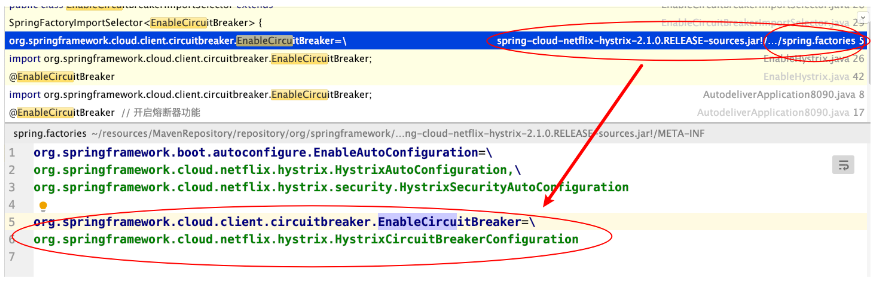 public class EnableCircuitBreakerImportSelector extends EnableCircuitBreakerImportSelector.java 25
SpringFactoryImportSelector<EnableCircuitBreaker> { EnableCircuitBreakerImportSelector.java 25
org.springframework.cloud.client.circuitbreaker.EnableCircuitBreaker=\ spring-cloud-netflix-hystrix-2.1.0.RELEASE-sources.jar!/.../spring.factories 5
import org.springframework.cloud.client.circuitbreaker.EnableCircuitBreaker; EnableHystrix.java 26
@EnableCircuitBreaker EnableHystrix.java 42
import org.springframework.cloud.client.circuitbreaker.EnableCircuitBreaker; AutodeliverApplication8090.java 8
@EnableCircuitBreaker // 开启熔断器功能 AutodeliverApplication8090.java 17
spring.factories ~/resources/MavenRepository/repository/org/springframework/...ng-cloud-netflix-hystrix-2.1.0.RELEASE-sources.jar!/META-INF
1 org.springframework.boot.autoconfigure.EnableAutoConfiguration=\
2 org.springframework.cloud.netflix.hystrix.HystrixAutoConfiguration,\
3 org.springframework.cloud.netflix.hystrix.security.HystrixSecurityAutoConfiguration
4
5 org.springframework.cloud.client.circuitbreaker.EnableCircuitBreaker=\
6 org.springframework.cloud.netflix.hystrix.HystrixCircuitBreakerConfiguration
7